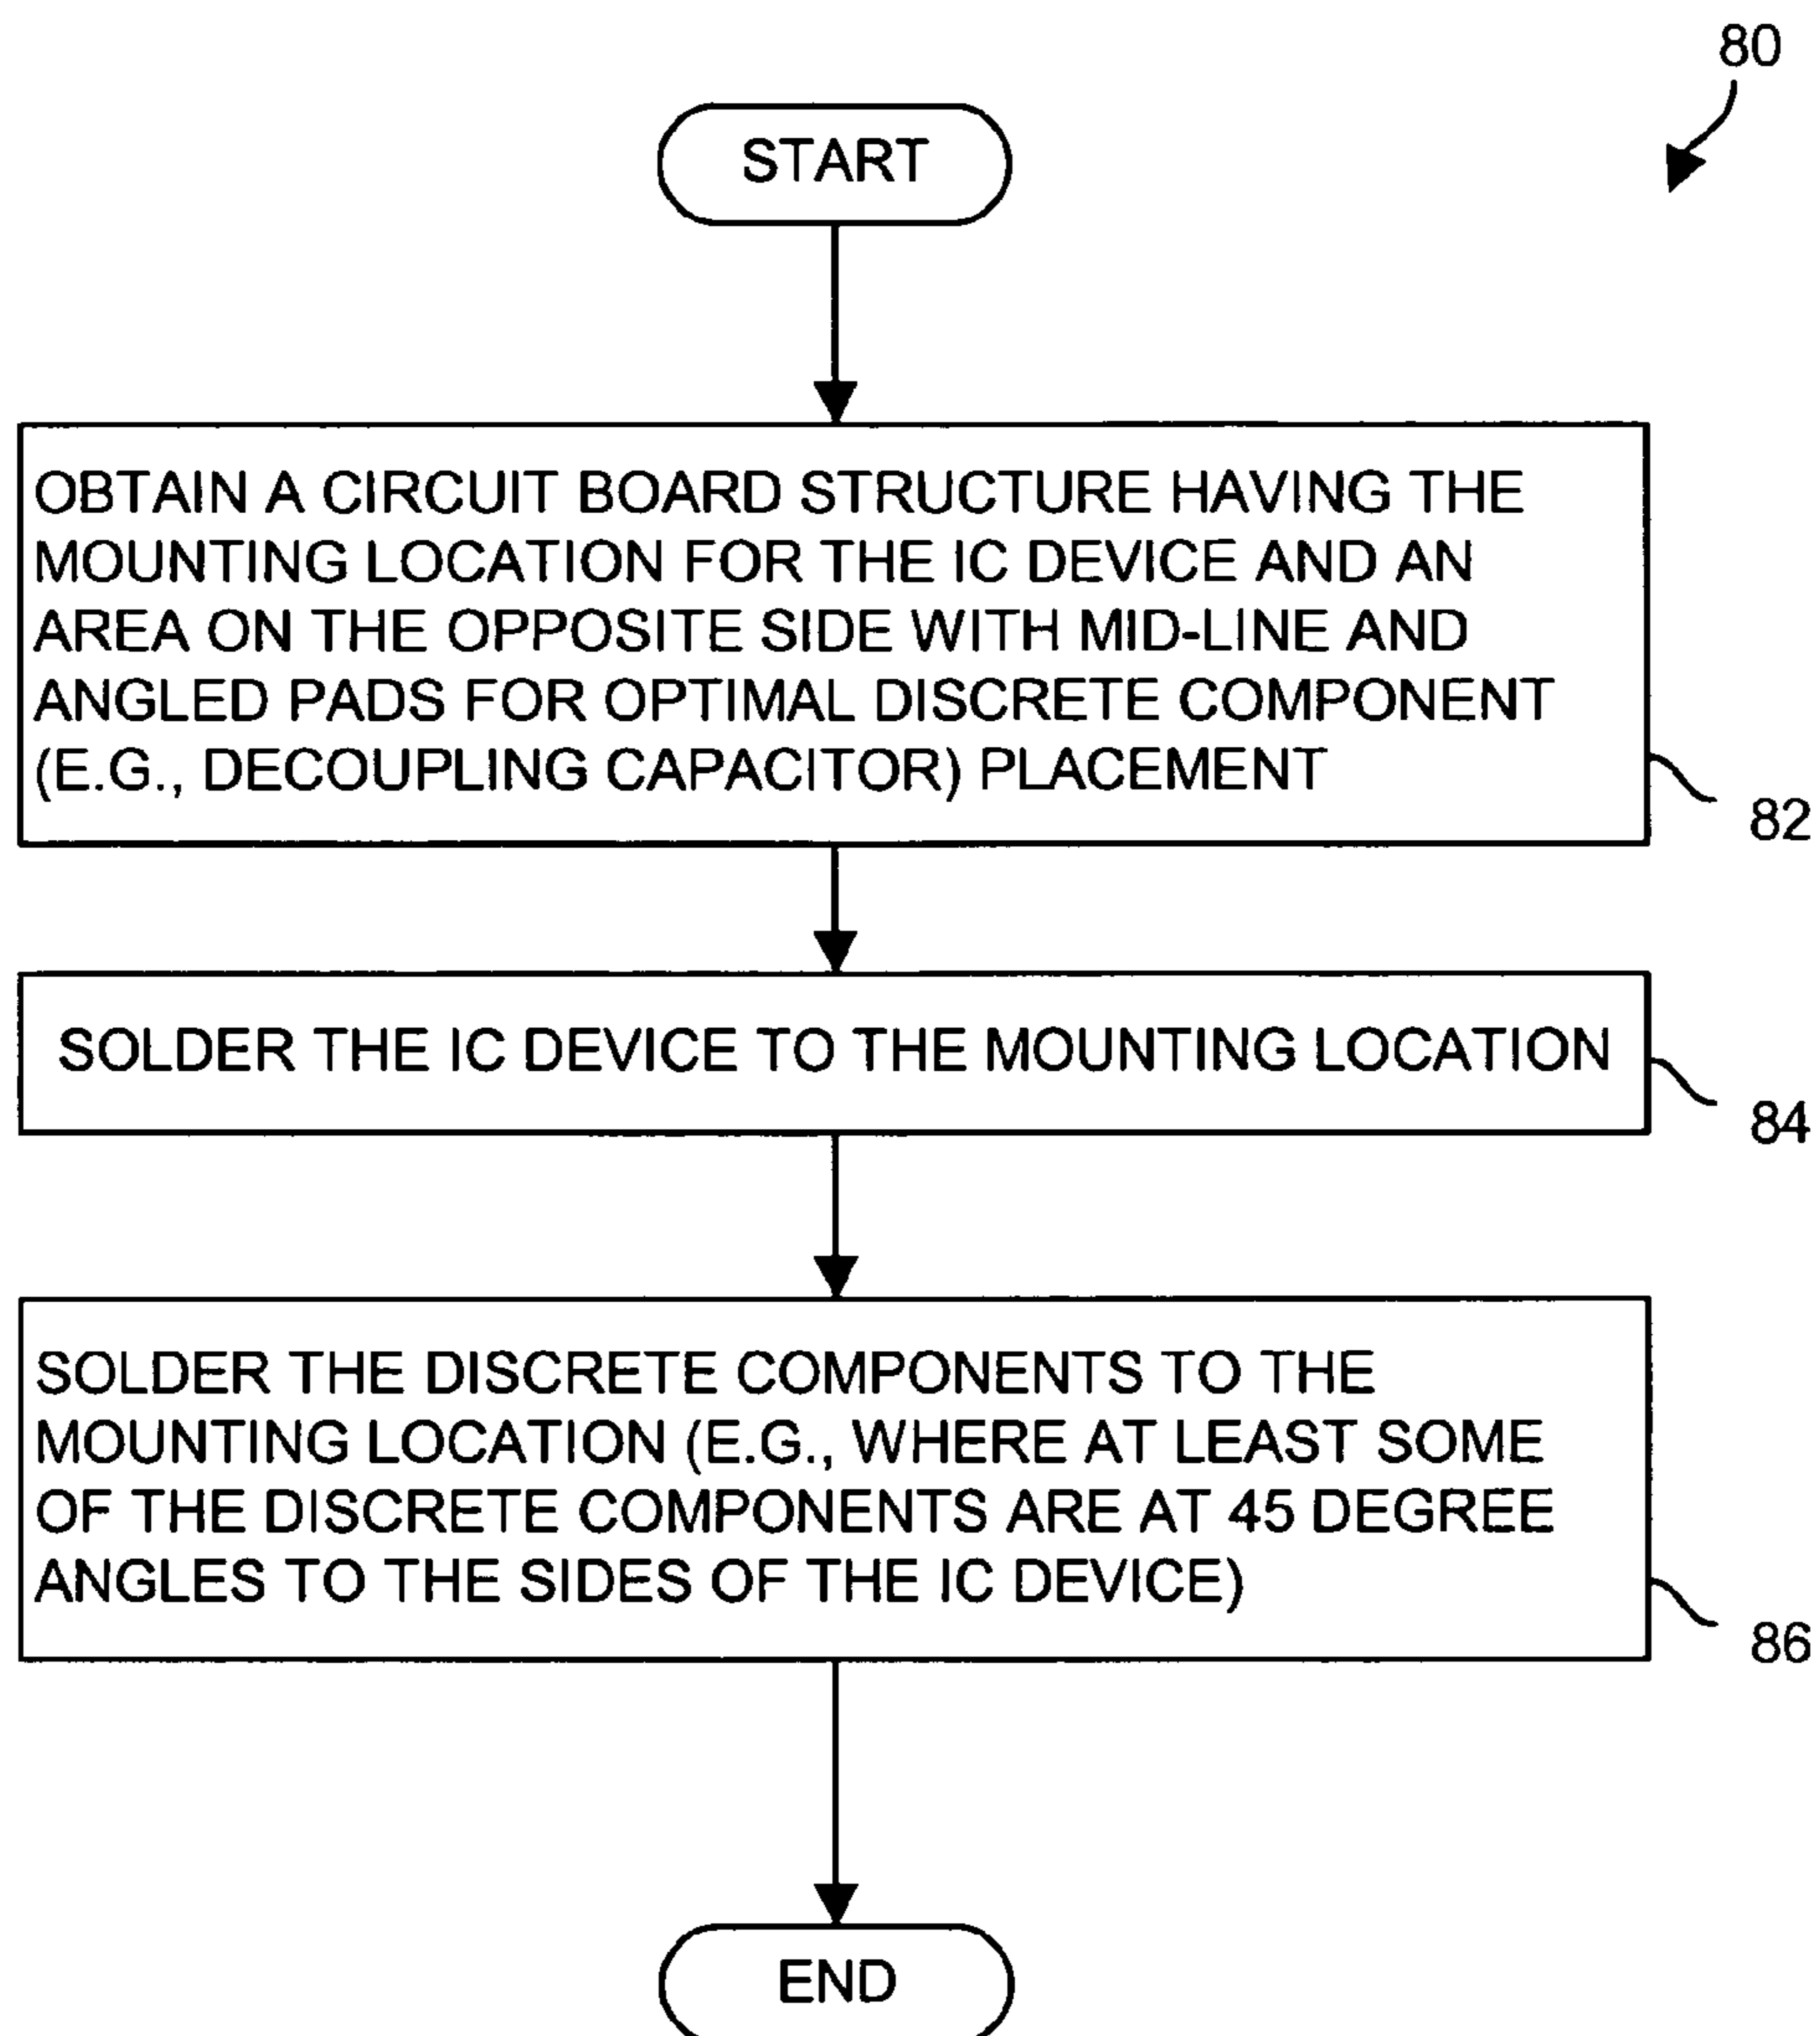 80
START
OBTAIN A CIRCUIT BOARD STRUCTURE HAVING THE
MOUNTING LOCATION FOR THE IC DEVICE AND AN
AREA ON THE OPPOSITE SIDE WITH MID-LINE AND
ANGLED PADS FOR OPTIMAL DISCRETE COMPONENT
(E.G., DECOUPLING CAPACITOR) PLACEMENT
82
SOLDER THE IC DEVICE TO THE MOUNTING LOCATION
84
SOLDER THE DISCRETE COMPONENTS TO THE
MOUNTING LOCATION (E.G., WHERE AT LEAST SOME
OF THE DISCRETE COMPONENTS ARE AT 45 DEGREE
ANGLES TO THE SIDES OF THE IC DEVICE)
86
END